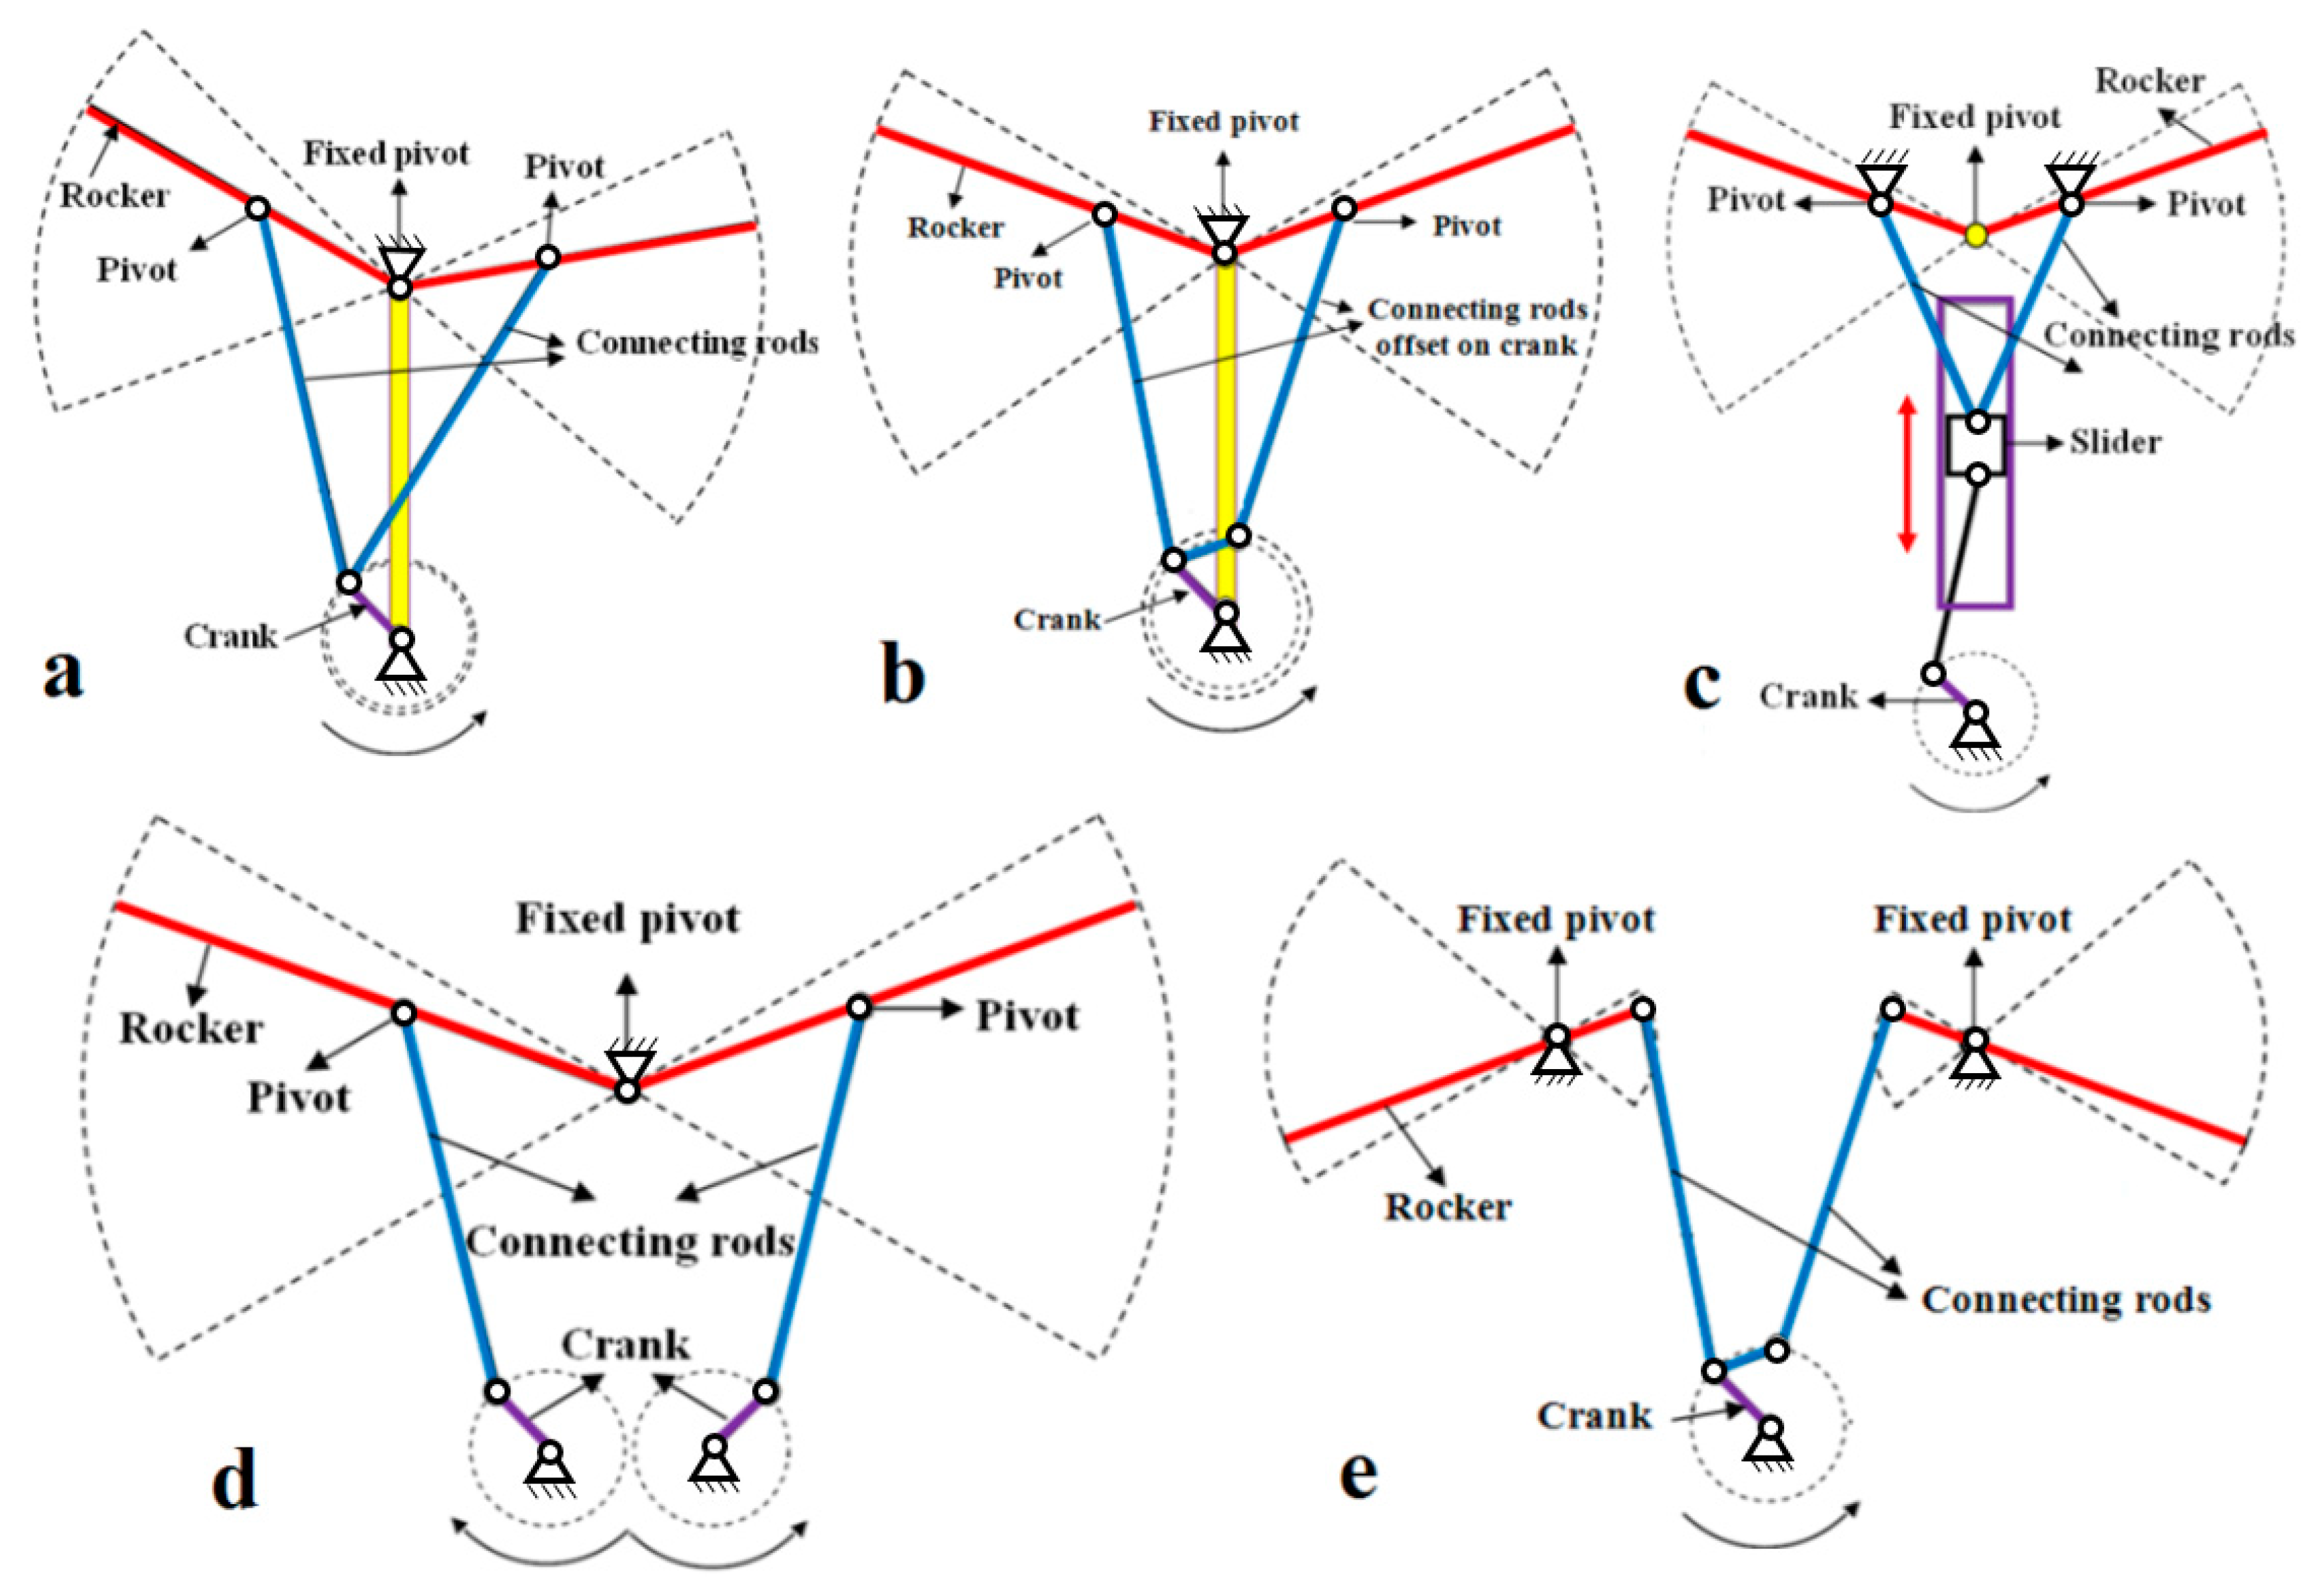 Fixed pivot
Pivot
Rocker
Pivot
Connecting rods
Crank
a
Fixed pivot
Rocker
Pivot
Pivot
Connecting rods
offset on crank
Crank
b
Rocker
Fixed pivot
Pivot
Pivot
Connecting rods
Slider
Crank
c
Fixed pivot
Rocker
Pivot
Pivot
Connecting rods
Crank
d
Fixed pivot
Fixed pivot
Rocker
Connecting rods
Crank
e